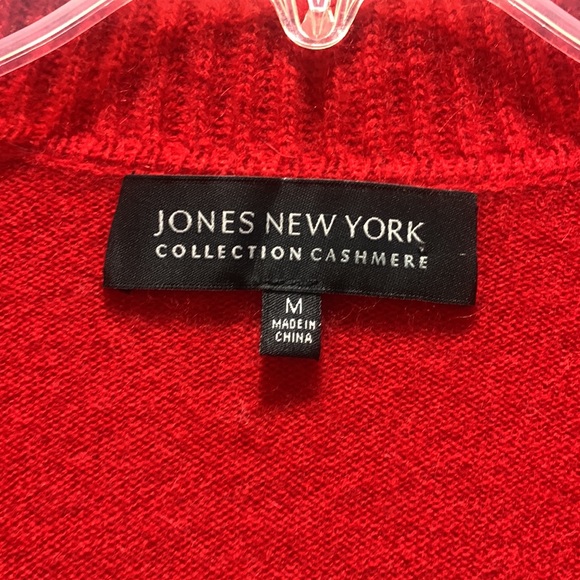 JONES NEW YORK
COLLECTION CASHMERE
M
MADE IN
CHINA